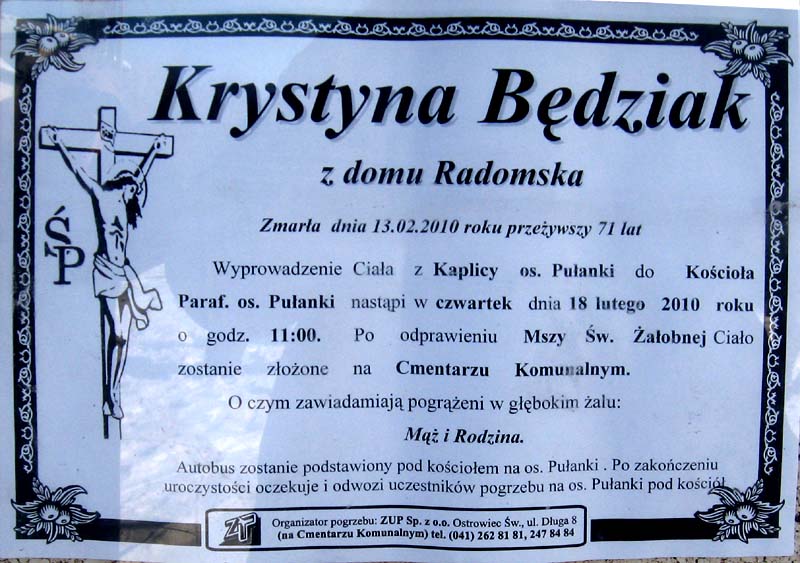 Krystyna Będziak
z domu Radomska
Zmarła dnia 13.02.2010 roku przeżywszy 71 lat
ŚP
Wyprowadzenie Ciała z Kaplicy os. Pułanki do Kościoła
Paraf. os. Pułanki nastąpi w czwartek dnia 18 lutego 2010 roku
o godz. 11:00. Po odprawieniu Mszy Św. Żałobnej Ciało
zostanie złożone na Cmentarzu Komunalnym.
O czym zawiadamiają pogrążeni w głębokim żalu:
Mąż i Rodzina.
Autobus zostanie podstawiony pod kościołem na os. Pułanki . Po zakończeniu
uroczystości oczekuje i odwozi uczestników pogrzebu na os. Pułanki pod kościół
Organizator pogrzebu: ZUP Sp. z o.o. Ostrowiec Św., ul. Długa 8
(na Cmentarzu Komunalnym) tel. (041) 262 81 81, 247 84 84